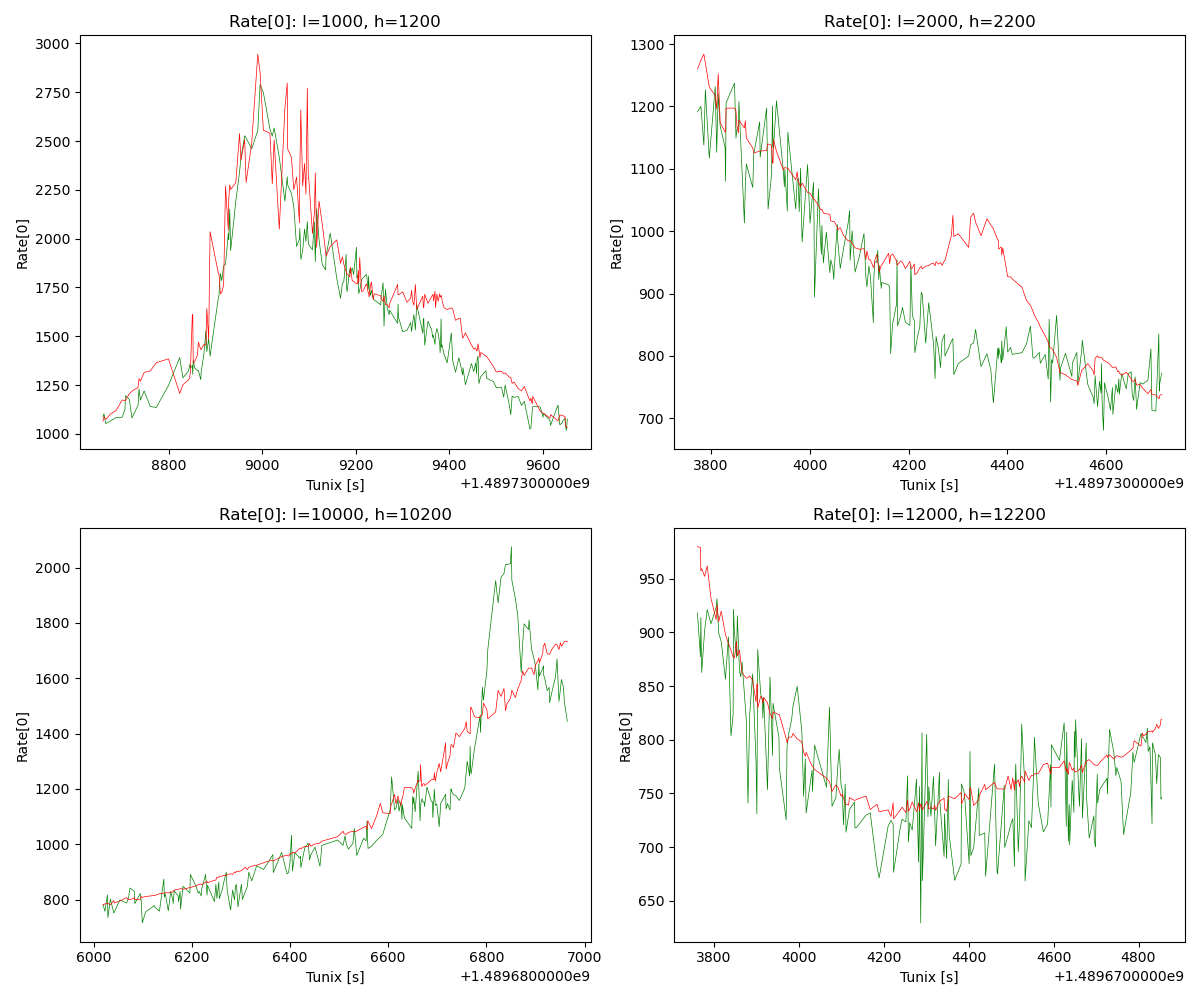 Rate[0]: l=1000, h=1200
Rate[0]
3000
2750
2500
2250
2000
1750
1500
1250
1000
8800 9000 9200 9400 9600
Tunix [s]
+1.4897300000e9
Rate[0]: l=2000, h=2200
Rate[0]
1300
1200
1100
1000
900
800
700
3800 4000 4200 4400 4600
Tunix [s]
+1.4897300000e9
Rate[0]: l=10000, h=10200
Rate[0]
2000
1800
1600
1400
1200
1000
800
6000 6200 6400 6600 6800 7000
Tunix [s]
+1.4896800000e9
Rate[0]: l=12000, h=12200
Rate[0]
950
900
850
800
750
700
650
3800 4000 4200 4400 4600 4800
Tunix [s]
+1.4896700000e9